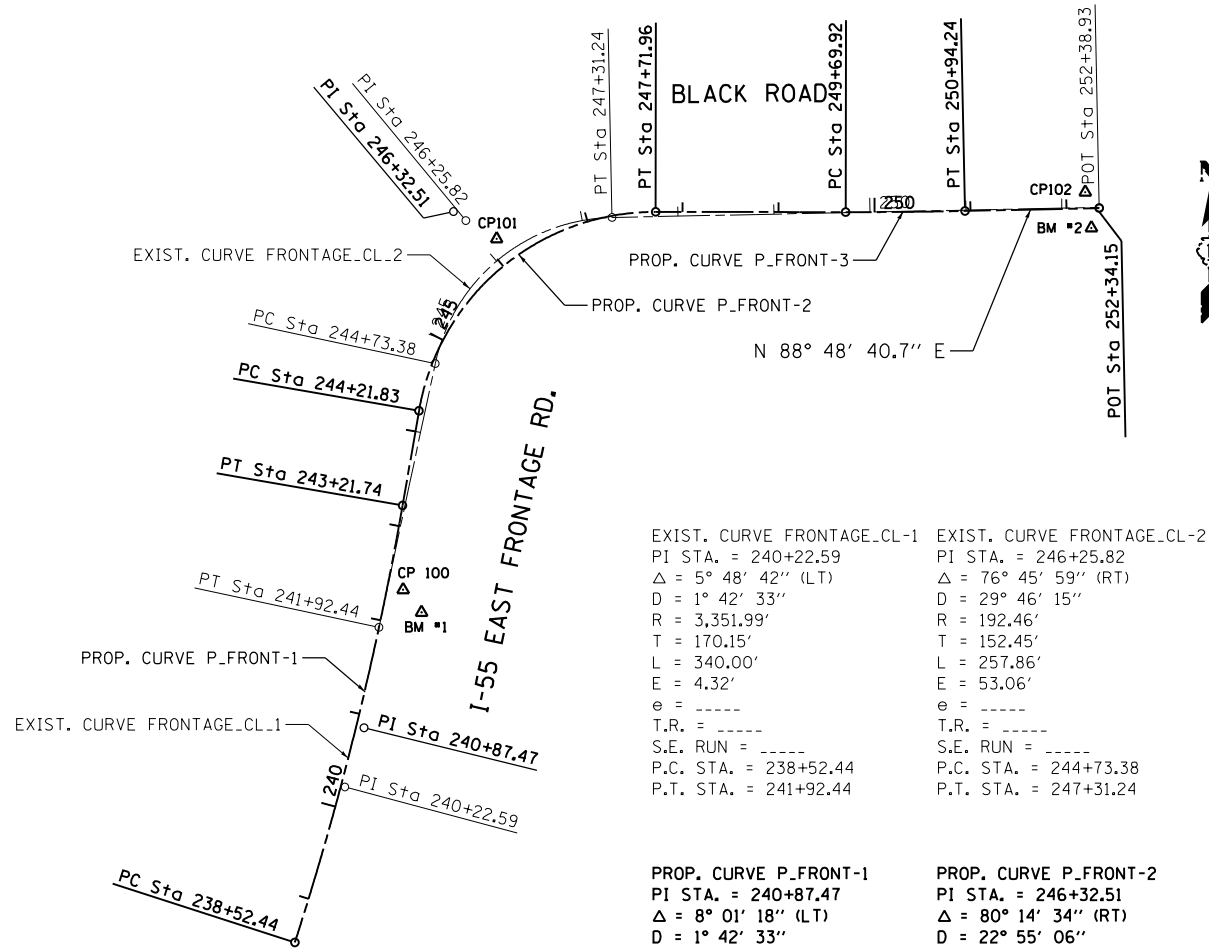 PI Sta 246+25.82
PI Sta 246+32.51
CP101
PT Sta 247+31.24
PT Sta 247+71.96
BLACK ROAD
PC Sta 249+69.92
PT Sta 250+94.24
POT Sta 252+38.93
CP102
BM #2
250
EXIST. CURVE FRONTAGE_CL_2
PROP. CURVE P_FRONT-3
PROP. CURVE P_FRONT-2
245
PC Sta 244+73.38
N 88° 48' 40.7'' E
POT Sta 252+34.15
PC Sta 244+21.83
I-55 EAST FRONTAGE RD.
PT Sta 243+21.74
CP 100
BM #1
PT Sta 241+92.44
PROP. CURVE P_FRONT-1
EXIST. CURVE FRONTAGE_CL_1
PI Sta 240+87.47
240
PI Sta 240+22.59
PC Sta 238+52.44
EXIST. CURVE FRONTAGE_CL-1
PI STA. = 240+22.59
Δ = 5° 48' 42'' (LT)
D = 1° 42' 33''
R = 3,351.99'
T = 170.15'
L = 340.00'
E = 4.32'
e = _____
T.R. = _____
S.E. RUN = _____
P.C. STA. = 238+52.44
P.T. STA. = 241+92.44
EXIST. CURVE FRONTAGE_CL-2
PI STA. = 246+25.82
Δ = 76° 45' 59'' (RT)
D = 29° 46' 15''
R = 192.46'
T = 152.45'
L = 257.86'
E = 53.06'
e = _____
T.R. = _____
S.E. RUN = _____
P.C. STA. = 244+73.38
P.T. STA. = 247+31.24
PROP. CURVE P_FRONT-1
PI STA. = 240+87.47
Δ = 8° 01' 18'' (LT)
D = 1° 42' 33''
PROP. CURVE P_FRONT-2
PI STA. = 246+32.51
Δ = 80° 14' 34'' (RT)
D = 22° 55' 06''